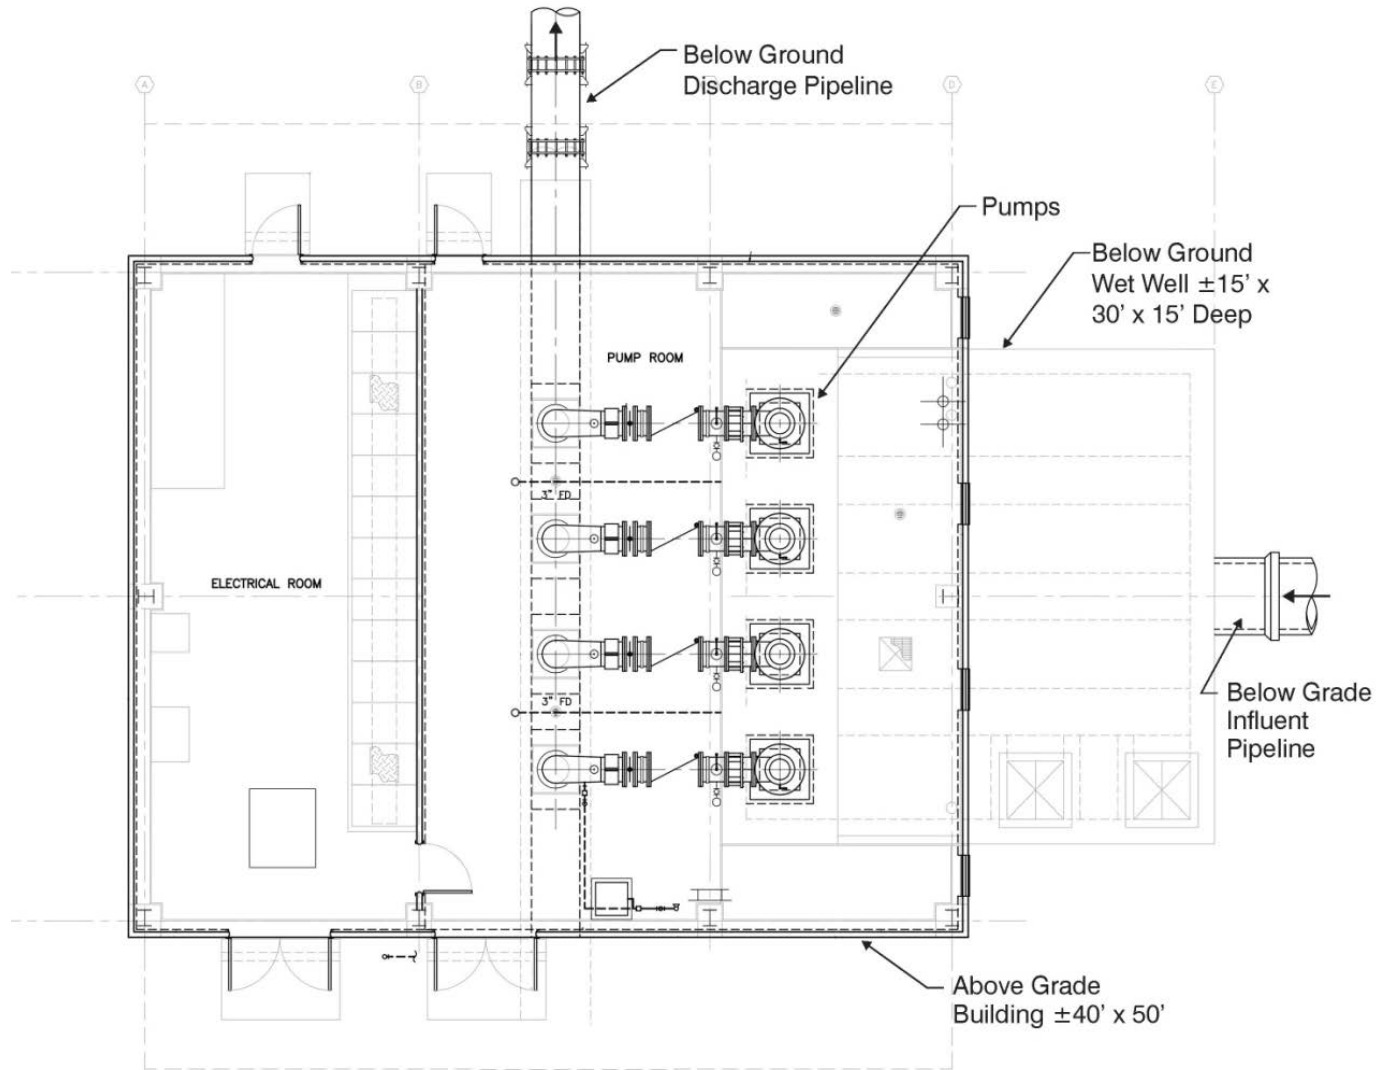 Below Ground
Discharge Pipeline
A
B
D
E
Pumps
Below Ground
Wet Well ±15’ x
30’ x 15’ Deep
PUMP ROOM
3" FD
ELECTRICAL ROOM
3" FD
Below Grade
Influent
Pipeline
Above Grade
Building ±40’ x 50’